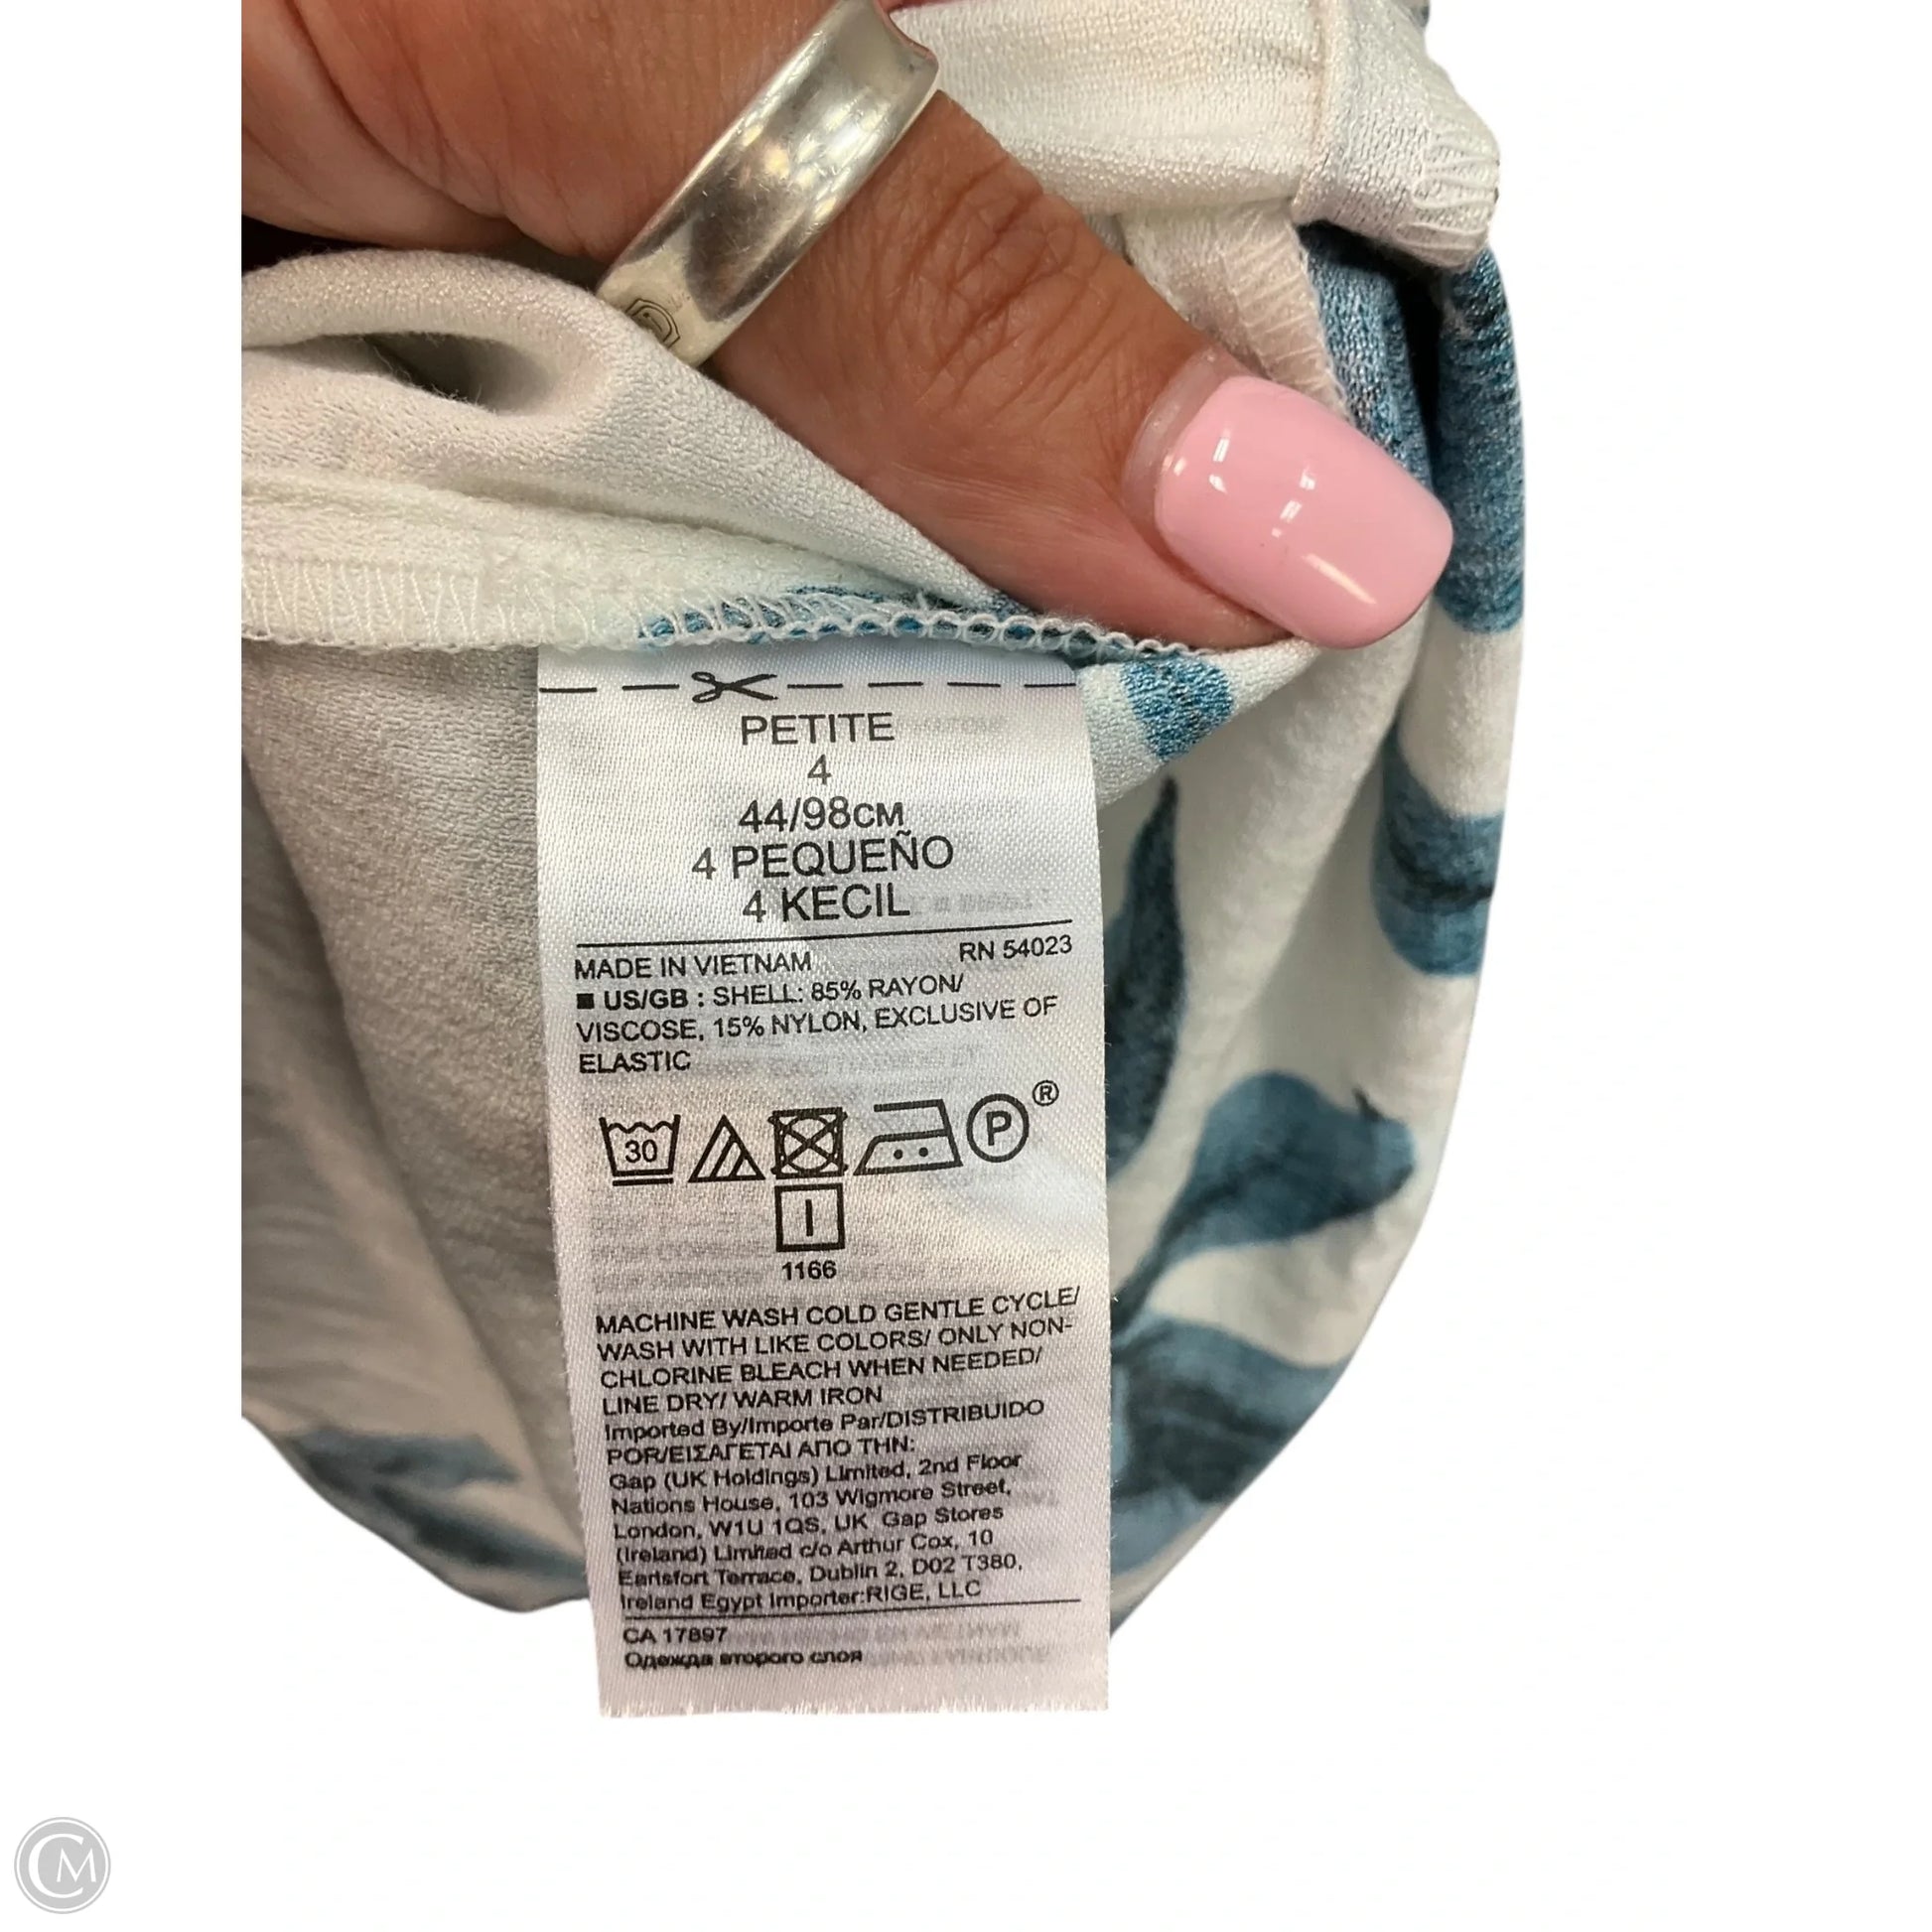 PETITE
4
44/98CM
4 PEQUEÑO
4 KECIL
MADE IN VIETNAM RN 54023
■ US/GB : SHELL: 85% RAYON/
VISCOSE, 15% NYLON, EXCLUSIVE OF
ELASTIC
30 P ®
1166
MACHINE WASH COLD GENTLE CYCLE/
WASH WITH LIKE COLORS/ ONLY NON-
CHLORINE BLEACH WHEN NEEDED/
LINE DRY/ WARM IRON
Imported By/Importe Par/DISTRIBUIDO
POR/ΕΙΣΑΓΕΤΑΙ ΑΠΟ ΤΗΝ:
Gap (UK Holdings) Limited, 2nd Floor
Nations House, 103 Wigmore Street,
London, W1U 1QS, UK Gap Stores
(Ireland) Limited c/o Arthur Cox, 10
Earlsfort Terrace, Dublin 2, D02 T380,
Ireland Egypt Importer:RIGE, LLC
CA 17897
Одежда второго слоя
CM